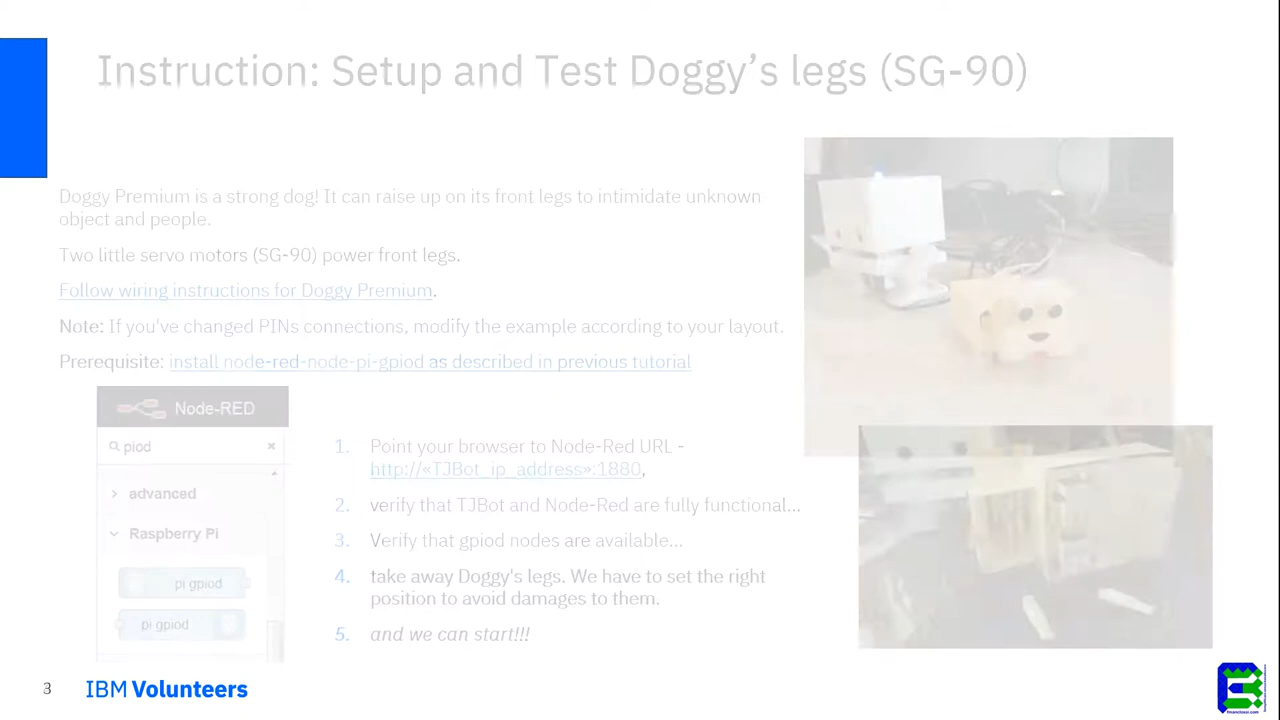 Instruction: Setup and Test Doggy’s legs (SG-90)
Doggy Premium is a strong dog! It can raise up on its front legs to intimidate unknown
object and people.
Two little servo motors (SG-90) power front legs.
Follow wiring instructions for Doggy Premium.
Note: If you've changed PINs connections, modify the example according to your layout.
Prerequisite: install node-red-node-pi-gpiod as described in previous tutorial
Node-RED
piod
advanced
Raspberry Pi
pi gpiod
pi gpiod
1. Point your browser to Node-Red URL -
http://«TJBot_ip_address»:1880,
2. verify that TJBot and Node-Red are fully functional...
3. Verify that gpiod nodes are available...
4. take away Doggy's legs. We have to set the right
position to avoid damages to them.
5. and we can start!!!
3
IBM Volunteers